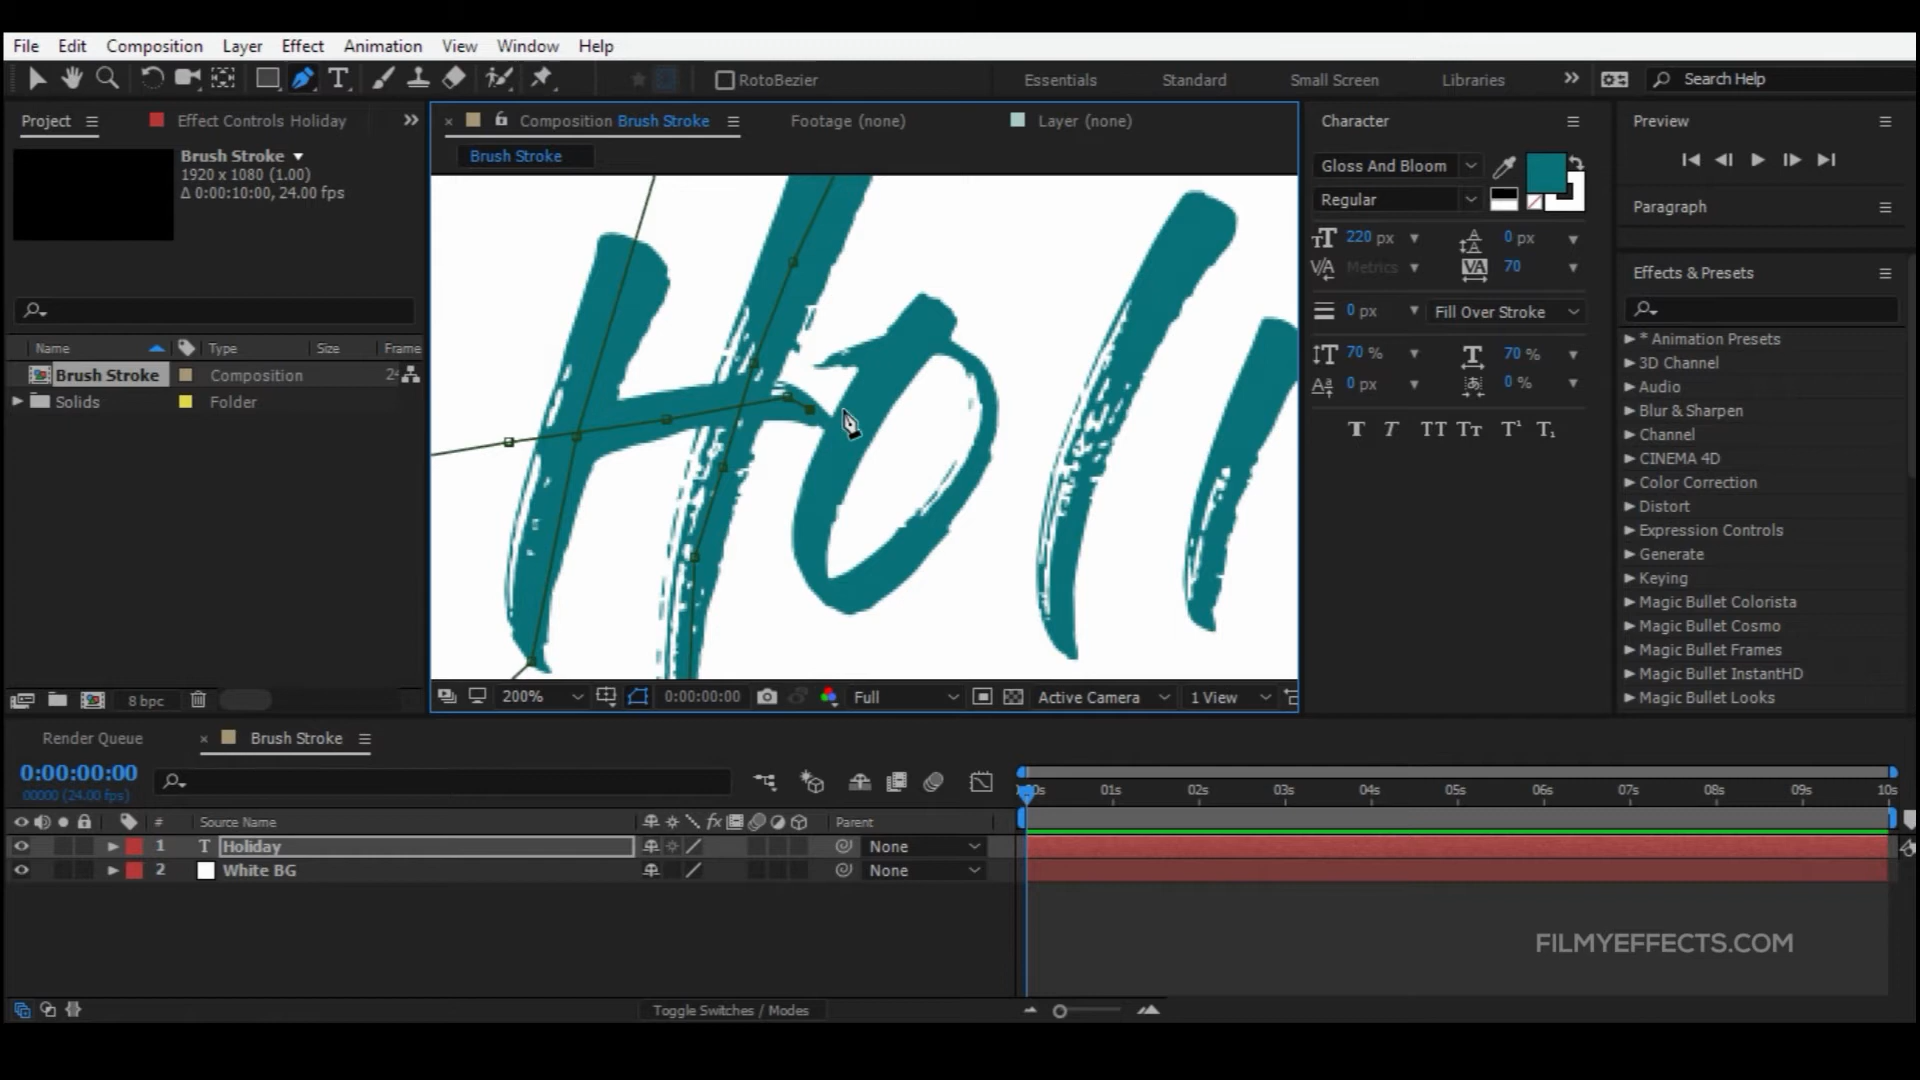 File Edit Composition Layer Effect Animation View Window Help
RotoBezier Essentials Standard Small Screen Libraries Search Help
Project Effect Controls Holiday
Brush Stroke
1920 x 1080 (1.00)
Δ 0:00:10:00, 24.00 fps
Name Type Size Frame
Brush Stroke Composition 24
Solids Folder
8 bpc
Composition Brush Stroke Footage (none) Layer (none)
Brush Stroke
Holi
200% 0:00:00:00 Full Active Camera 1 View
Character
Gloss And Bloom
Regular
220 px 0 px
Metrics 70
0 px Fill Over Stroke
70 % 70 %
0 px 0 %
T T TT Tт T¹ T₁
Preview
Paragraph
Effects & Presets
* Animation Presets
3D Channel
Audio
Blur & Sharpen
Channel
CINEMA 4D
Color Correction
Distort
Expression Controls
Generate
Keying
Magic Bullet Colorista
Magic Bullet Cosmo
Magic Bullet Frames
Magic Bullet InstantHD
Magic Bullet Looks
Render Queue Brush Stroke
0:00:00:00
00000 (24.00 fps)
# Source Name fx Parent
1 T Holiday None
2 White BG None
01s 02s 03s 04s 05s 06s 07s 08s 09s 10s
FILMYEFFECTS.COM
Toggle Switches / Modes